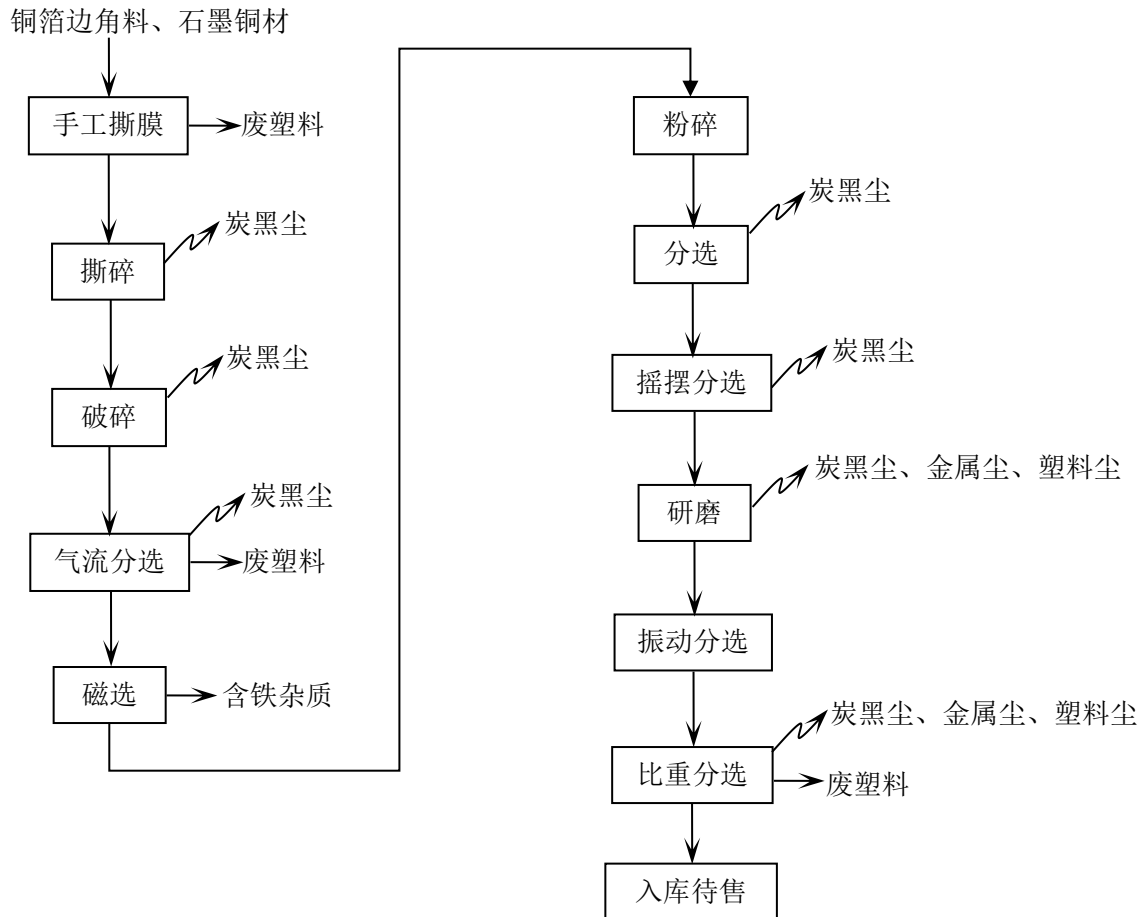 铜箔边角料、石墨铜材
手工撕膜
废塑料
撕碎
炭黑尘
破碎
炭黑尘
气流分选
炭黑尘
废塑料
磁选
含铁杂质
粉碎
分选
炭黑尘
摇摆分选
炭黑尘
研磨
炭黑尘、金属尘、塑料尘
振动分选
比重分选
炭黑尘、金属尘、塑料尘
废塑料
入库待售